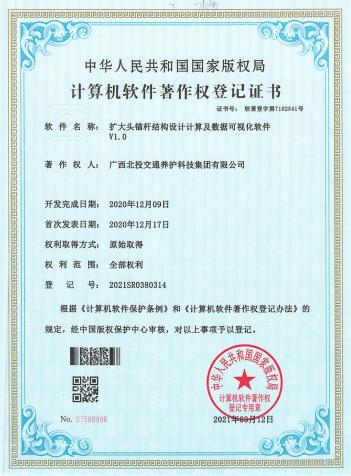 中华人民共和国国家版权局
计算机软件著作权登记证书
证书号： 软著登字第7102541号
软件名称： 扩大头锚杆结构设计计算及数据可视化软件
V1.0
著作权人： 广西北投交通养护科技集团有限公司
开发完成日期： 2020年12月09日
首次发表日期： 2020年12月17日
权利取得方式： 原始取得
权利范围： 全部权利
登记号： 2021SR0380314
根据《计算机软件保护条例》和《计算机软件著作权登记办法》的
规定，经中国版权保护中心审核，对以上事项予以登记。
中华人民共和国国家版权局
计算机软件著作权
登记专用章
No. 07588996
2021年03月12日